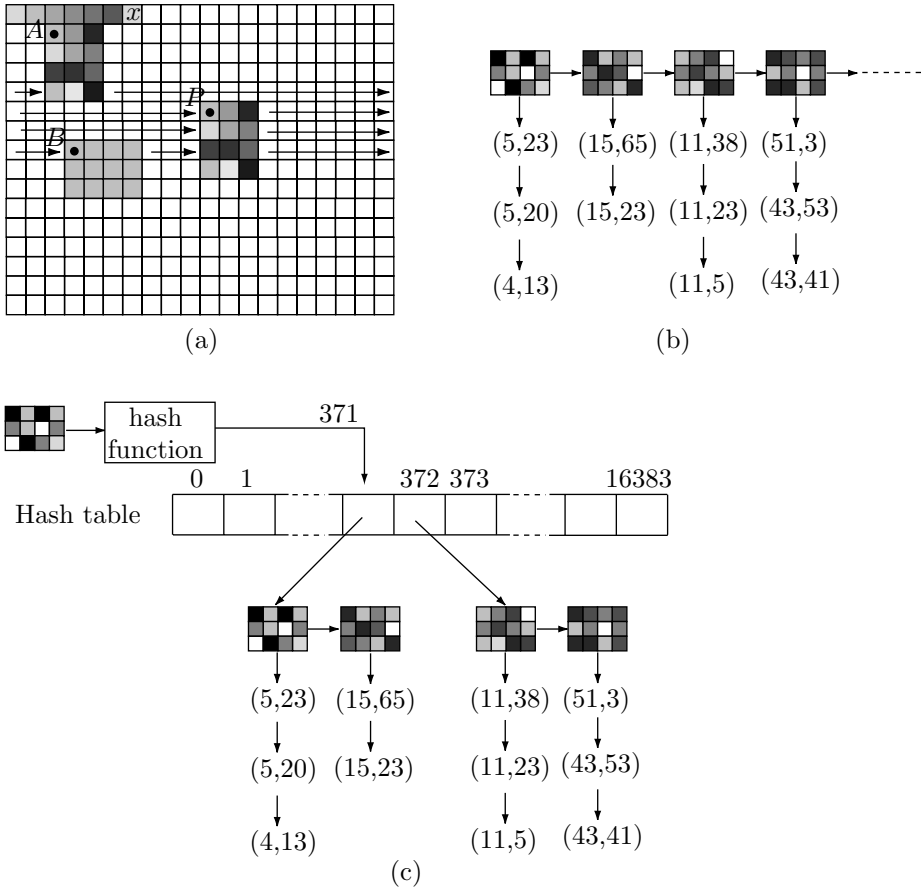 x
A
P
B
(a)
(5,23) (15,65) (11,38) (51,3)
(5,20) (15,23) (11,23) (43,53)
(4,13) (11,5) (43,41)
(b)
hash
function
371
0 1 372 373 16383
Hash table
(5,23) (15,65) (11,38) (51,3)
(5,20) (15,23) (11,23) (43,53)
(4,13) (11,5) (43,41)
(c)